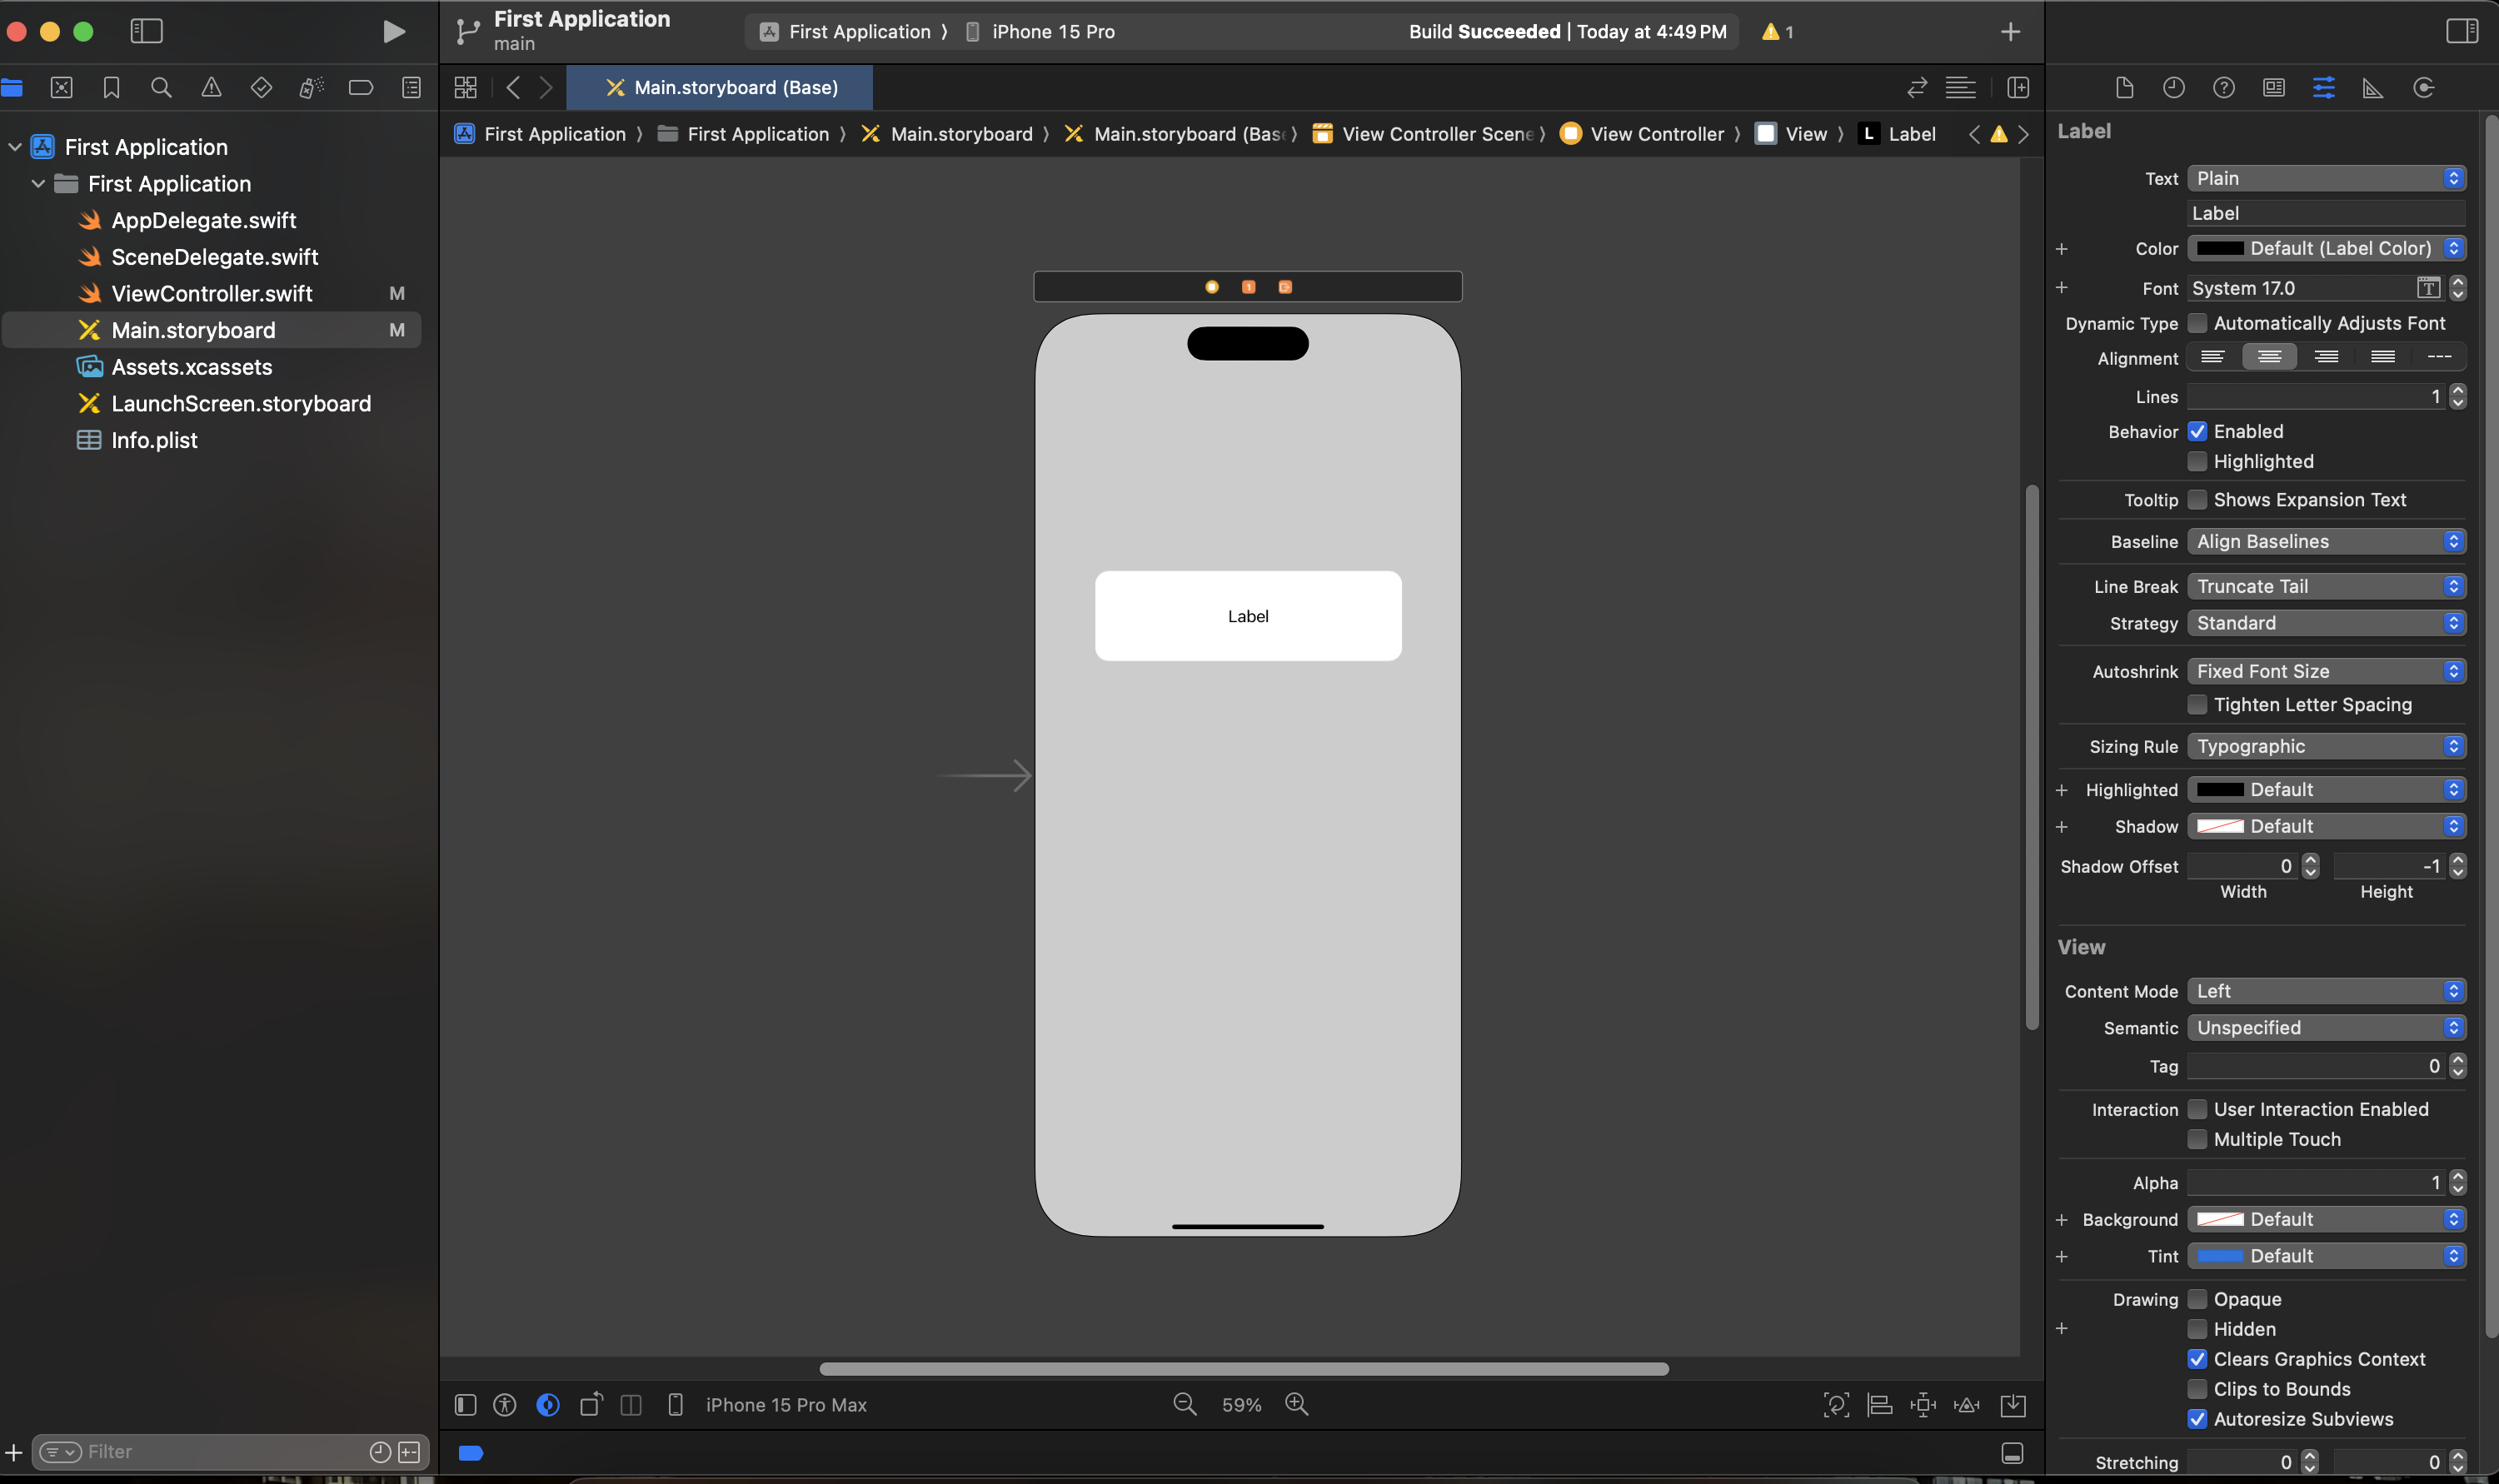 First Application
main
First Application
iPhone 15 Pro
Build Succeeded | Today at 4:49 PM
1
Main.storyboard (Base)
First Application
First Application
Main.storyboard
Main.storyboard (Bas
View Controller Scene
View Controller
View
L Label
First Application
First Application
AppDelegate.swift
SceneDelegate.swift
ViewController.swift M
Main.storyboard M
Assets.xcassets
LaunchScreen.storyboard
Info.plist
Filter
1
Label
iPhone 15 Pro Max
59%
Label
Text Plain
Label
Color Default (Label Color)
Font System 17.0
T
Dynamic Type Automatically Adjusts Font
Alignment
Lines 1
Behavior Enabled
Highlighted
Tooltip Shows Expansion Text
Baseline Align Baselines
Line Break Truncate Tail
Strategy Standard
Autoshrink Fixed Font Size
Tighten Letter Spacing
Sizing Rule Typographic
Highlighted Default
Shadow Default
Shadow Offset 0 -1
Width Height
View
Content Mode Left
Semantic Unspecified
Tag 0
Interaction User Interaction Enabled
Multiple Touch
Alpha 1
Background Default
Tint Default
Drawing Opaque
Hidden
Clears Graphics Context
Clips to Bounds
Autoresize Subviews
Stretching 0 0